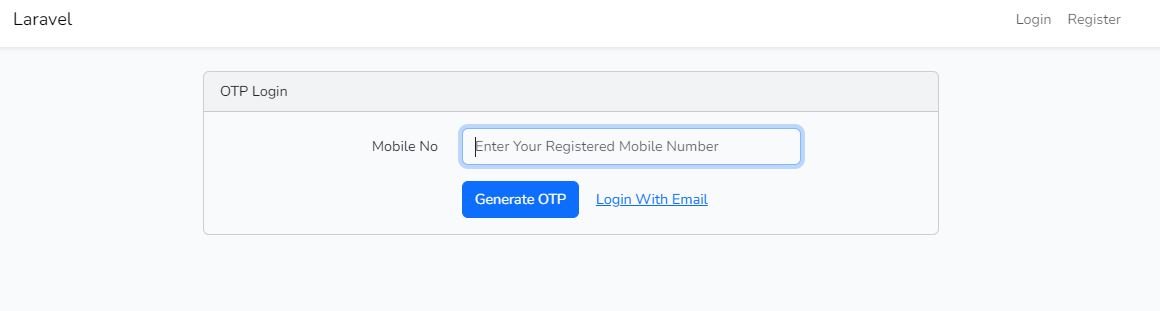 Laravel
Login Register
OTP Login
Mobile No
Enter Your Registered Mobile Number
Generate OTP
Login With Email